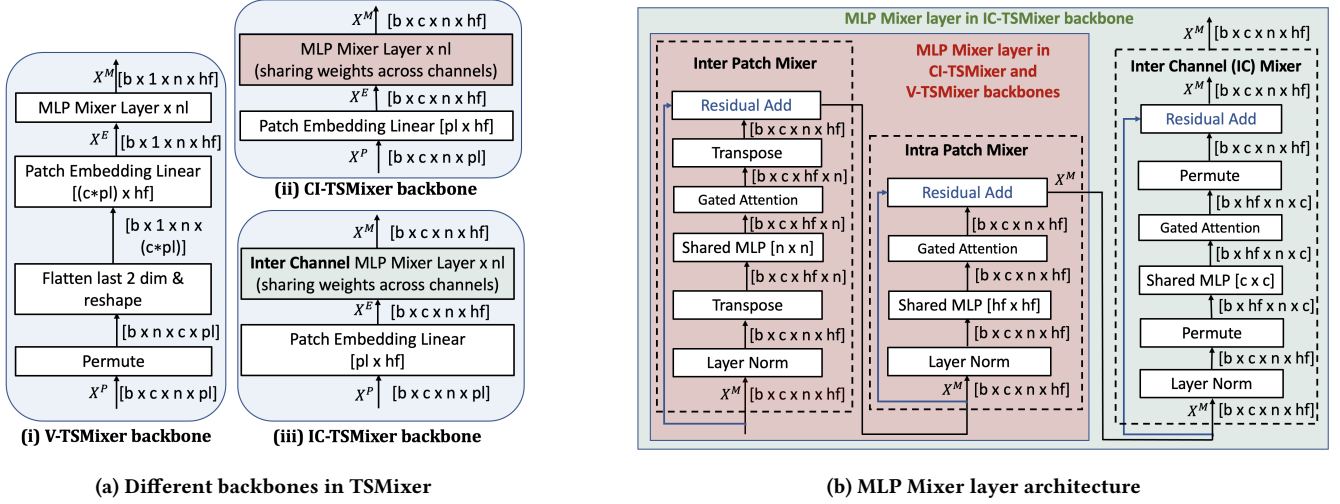 X^M [b x 1 x n x hf]
MLP Mixer Layer x nl
X^E [b x 1 x n x hf]
Patch Embedding Linear
[(c*pl) x hf]
[b x 1 x n x
(c*pl)]
Flatten last 2 dim &
reshape
[b x n x c x pl]
Permute
X^P [b x c x n x pl]
(i) V-TSMixer backbone
X^M [b x c x n x hf]
MLP Mixer Layer x nl
(sharing weights across channels)
X^E [b x c x n x hf]
Patch Embedding Linear [pl x hf]
X^P [b x c x n x pl]
(ii) CI-TSMixer backbone
X^M [b x c x n x hf]
Inter Channel MLP Mixer Layer x nl
(sharing weights across channels)
X^E [b x c x n x hf]
Patch Embedding Linear
[pl x hf]
X^P [b x c x n x pl]
(iii) IC-TSMixer backbone
(a) Different backbones in TSMixer
MLP Mixer layer in IC-TSMixer backbone
MLP Mixer layer in
CI-TSMixer and
V-TSMixer backbones
Inter Patch Mixer
Residual Add
[b x c x n x hf]
Transpose
[b x c x hf x n]
Gated Attention
[b x c x hf x n]
Shared MLP [n x n]
[b x c x hf x n]
Transpose
[b x c x n x hf]
Layer Norm
X^M [b x c x n x hf]
Intra Patch Mixer
Residual Add
X^M
[b x c x n x hf]
Gated Attention
[b x c x n x hf]
Shared MLP [hf x hf]
[b x c x n x hf]
Layer Norm
X^M [b x c x n x hf]
X^M [b x c x n x hf]
Inter Channel (IC) Mixer
X^M [b x c x n x hf]
Residual Add
[b x c x n x hf]
Permute
[b x hf x n x c]
Gated Attention
[b x hf x n x c]
Shared MLP [c x c]
[b x hf x n x c]
Permute
[b x c x n x hf]
Layer Norm
X^M [b x c x n x hf]
(b) MLP Mixer layer architecture